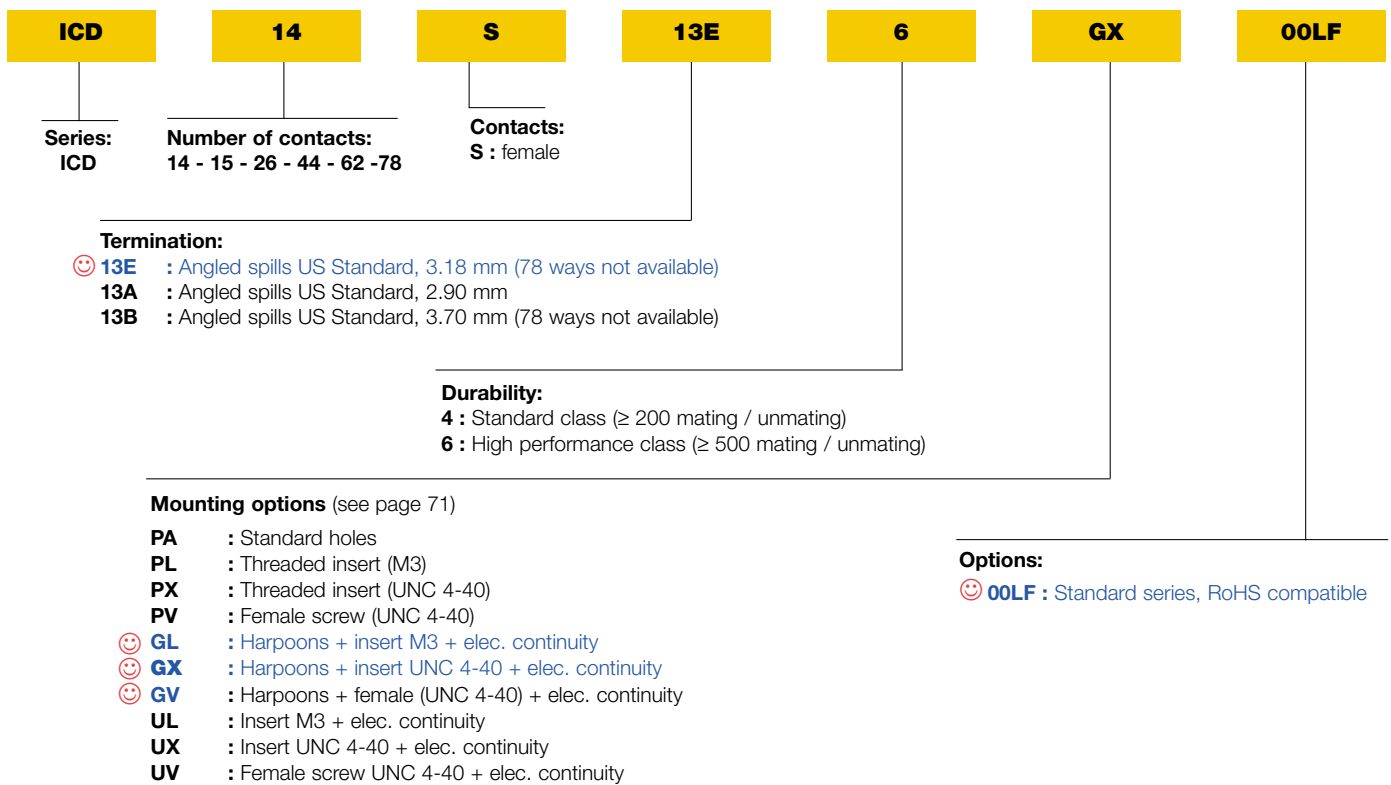 ICD 14 S 13E 6 GX 00LF
Series:
ICD
Number of contacts:
14 - 15 - 26 - 44 - 62 -78
Contacts:
S : female
Termination:
13E : Angled spills US Standard, 3.18 mm (78 ways not available)
13A : Angled spills US Standard, 2.90 mm
13B : Angled spills US Standard, 3.70 mm (78 ways not available)
Durability:
4 : Standard class (≥ 200 mating / unmating)
6 : High performance class (≥ 500 mating / unmating)
Mounting options (see page 71)
PA : Standard holes
PL : Threaded insert (M3)
PX : Threaded insert (UNC 4-40)
PV : Female screw (UNC 4-40)
GL : Harpoons + insert M3 + elec. continuity
GX : Harpoons + insert UNC 4-40 + elec. continuity
GV : Harpoons + female (UNC 4-40) + elec. continuity
UL : Insert M3 + elec. continuity
UX : Insert UNC 4-40 + elec. continuity
UV : Female screw UNC 4-40 + elec. continuity
Options:
00LF : Standard series, RoHS compatible